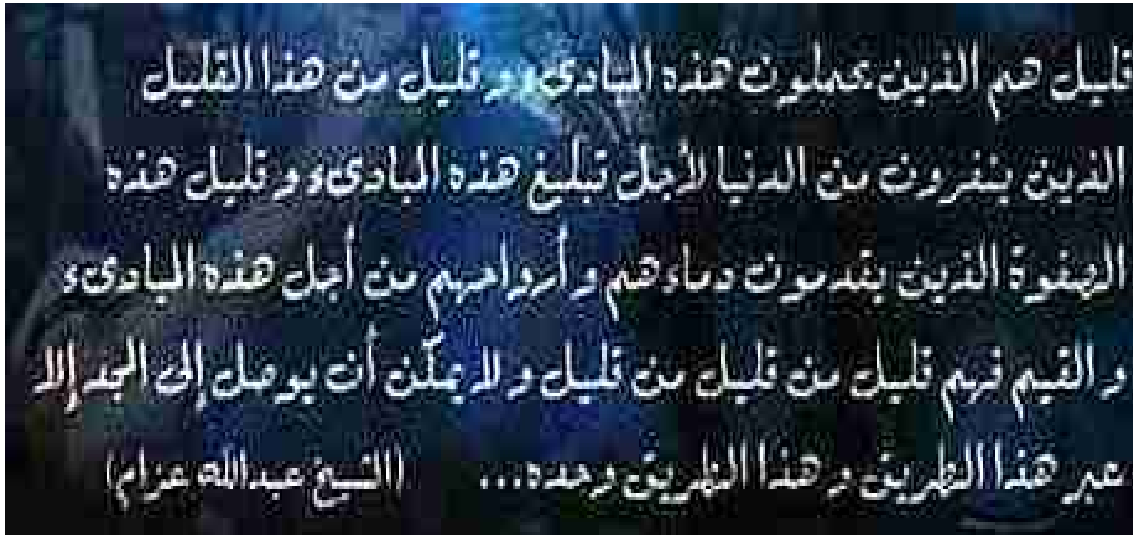 قليل هم الذين يحملون هذه المبادئ و قليل من هذا القليل
الذين ينفرون من الدنيا لأجل تبليغ هذه المبادئ و قليل هذه
الصفوة الذين يقدمون دماءهم و أرواحهم من أجل هذه المبادئ
و القيم فهم قليل من قليل من قليل و لا يمكن أن يوصل إلى المجد إلا
عبر هذا الطريق و هذا الطريق وحده... (الشيخ عبدالله عزام)